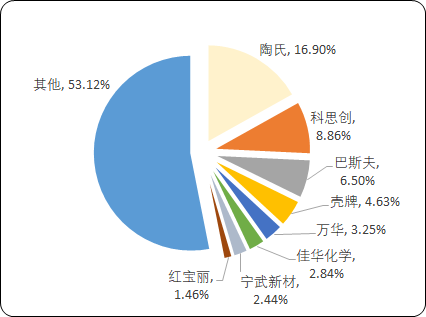 陶氏, 16.90%
其他, 53.12%
科思创,
8.86%
巴斯夫,
6.50%
壳牌, 4.63%
万华, 3.25%
佳华化学,
2.84%
宁武新材,
2.44%
红宝丽,
1.46%